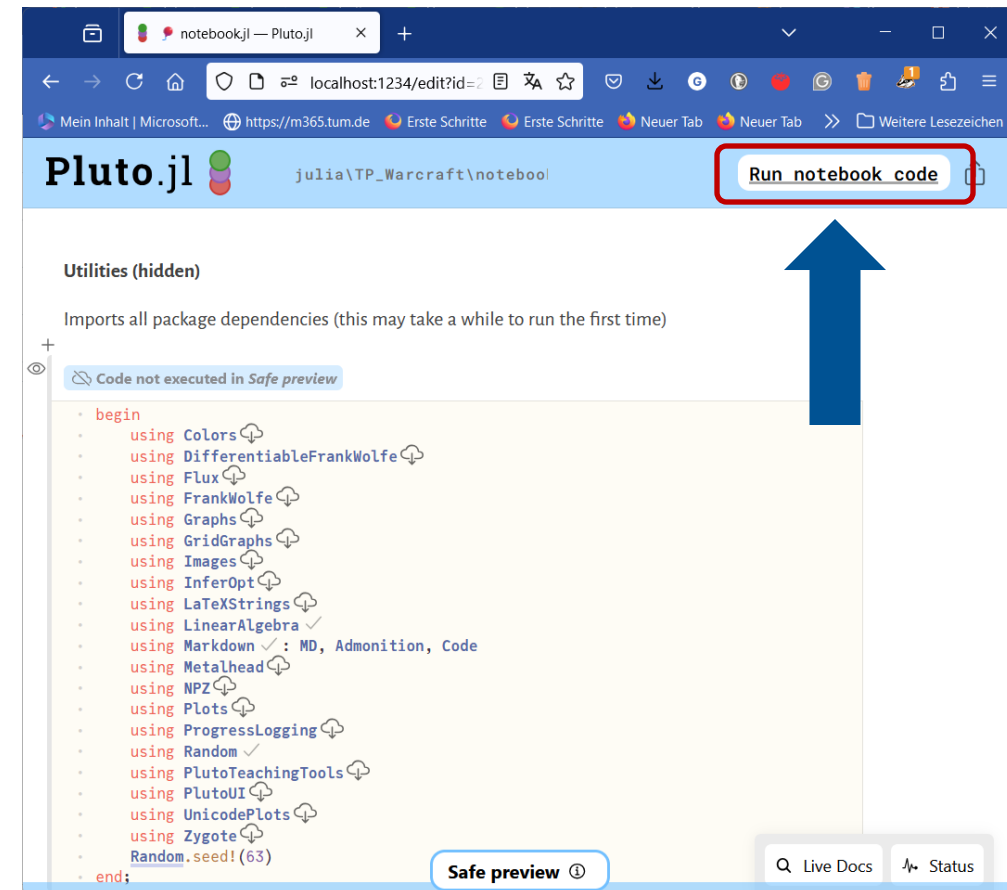 notebook.jl — Pluto.jl
localhost:1234/edit?id=2
Mein Inhalt | Microsoft... https://m365.tum.de Erste Schritte Erste Schritte Neuer Tab Neuer Tab Weitere Lesezeichen
Pluto.jl julia\TP_Warcraft\noteboo Run notebook code
Utilities (hidden)
Imports all package dependencies (this may take a while to run the first time)
Code not executed in Safe preview
begin
using Colors
using DifferentiableFrankWolfe
using Flux
using FrankWolfe
using Graphs
using GridGraphs
using Images
using InferOpt
using LaTeXStrings
using LinearAlgebra
using Markdown : MD, Admonition, Code
using Metalhead
using NPZ
using Plots
using ProgressLogging
using Random
using PlutoTeachingTools
using PlutoUI
using UnicodePlots
using Zygote
Random.seed!(63)
end;
Safe preview
Live Docs Status